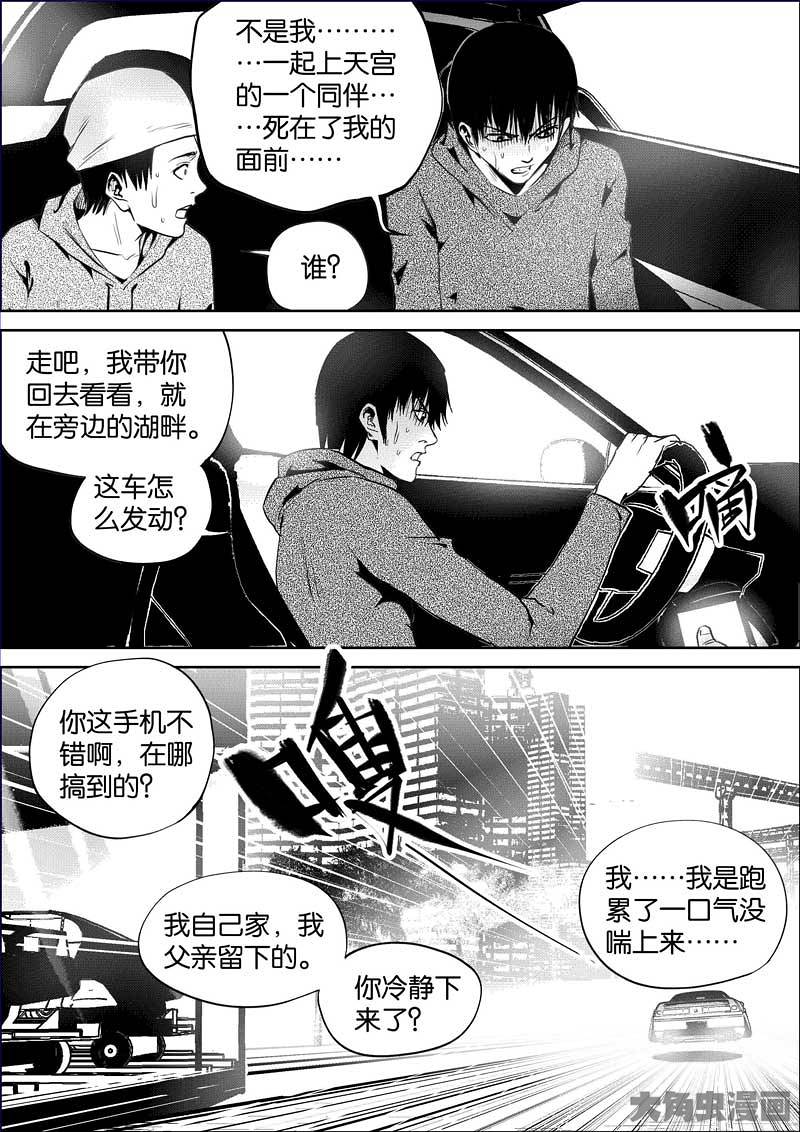 不是我………
…一起上天宫
的一个同伴…
…死在了我的
面前……
谁？
走吧，我带你
回去看看，就
在旁边的湖畔。
这车怎
么发动？
嘀
你这手机不
错啊，在哪
搞到的？
嗖
我自己家，我
父亲留下的。
你冷静下
来了？
我……我是跑
累了一口气没
喘上来……
大角虫漫画